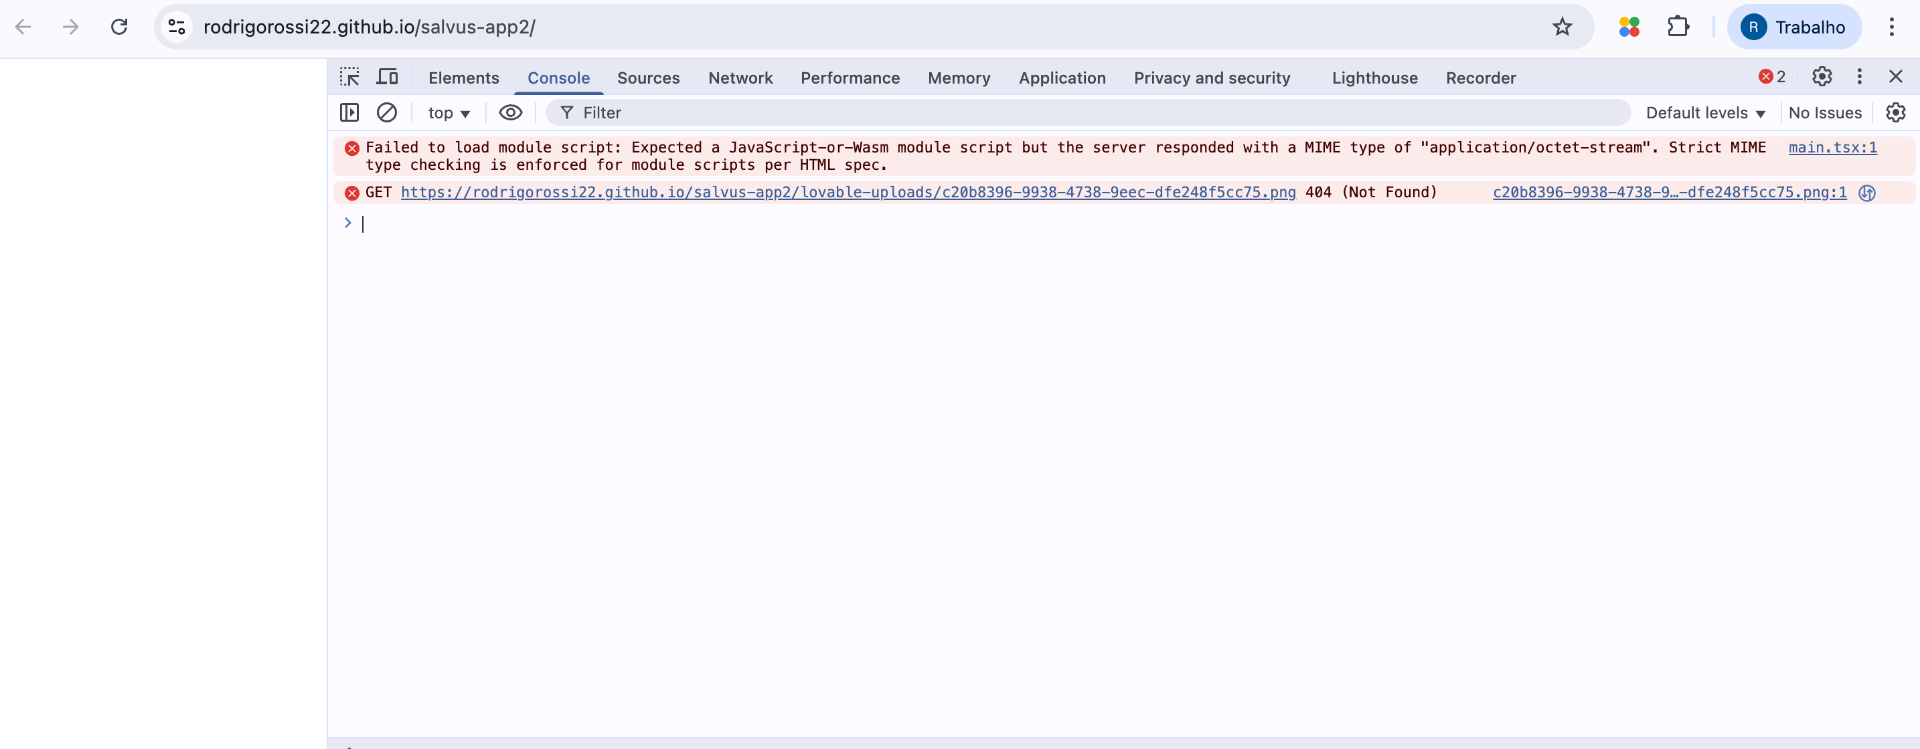 rodrigorossi22.github.io/salvus-app2/
R Trabalho
Elements Console Sources Network Performance Memory Application Privacy and security Lighthouse Recorder 2
top Filter Default levels No Issues
Failed to load module script: Expected a JavaScript-or-Wasm module script but the server responded with a MIME type of "application/octet-stream". Strict MIME main.tsx:1
type checking is enforced for module scripts per HTML spec.
GET https://rodrigorossi22.github.io/salvus-app2/lovable-uploads/c20b8396-9938-4738-9eec-dfe248f5cc75.png 404 (Not Found) c20b8396-9938-4738-9…-dfe248f5cc75.png:1